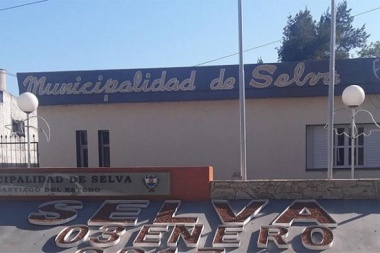 Municipalidad de Selva
CIPALIDAD DE SELVA
SANTIAGO DEL ESTERO
SELVA
03 ENERO